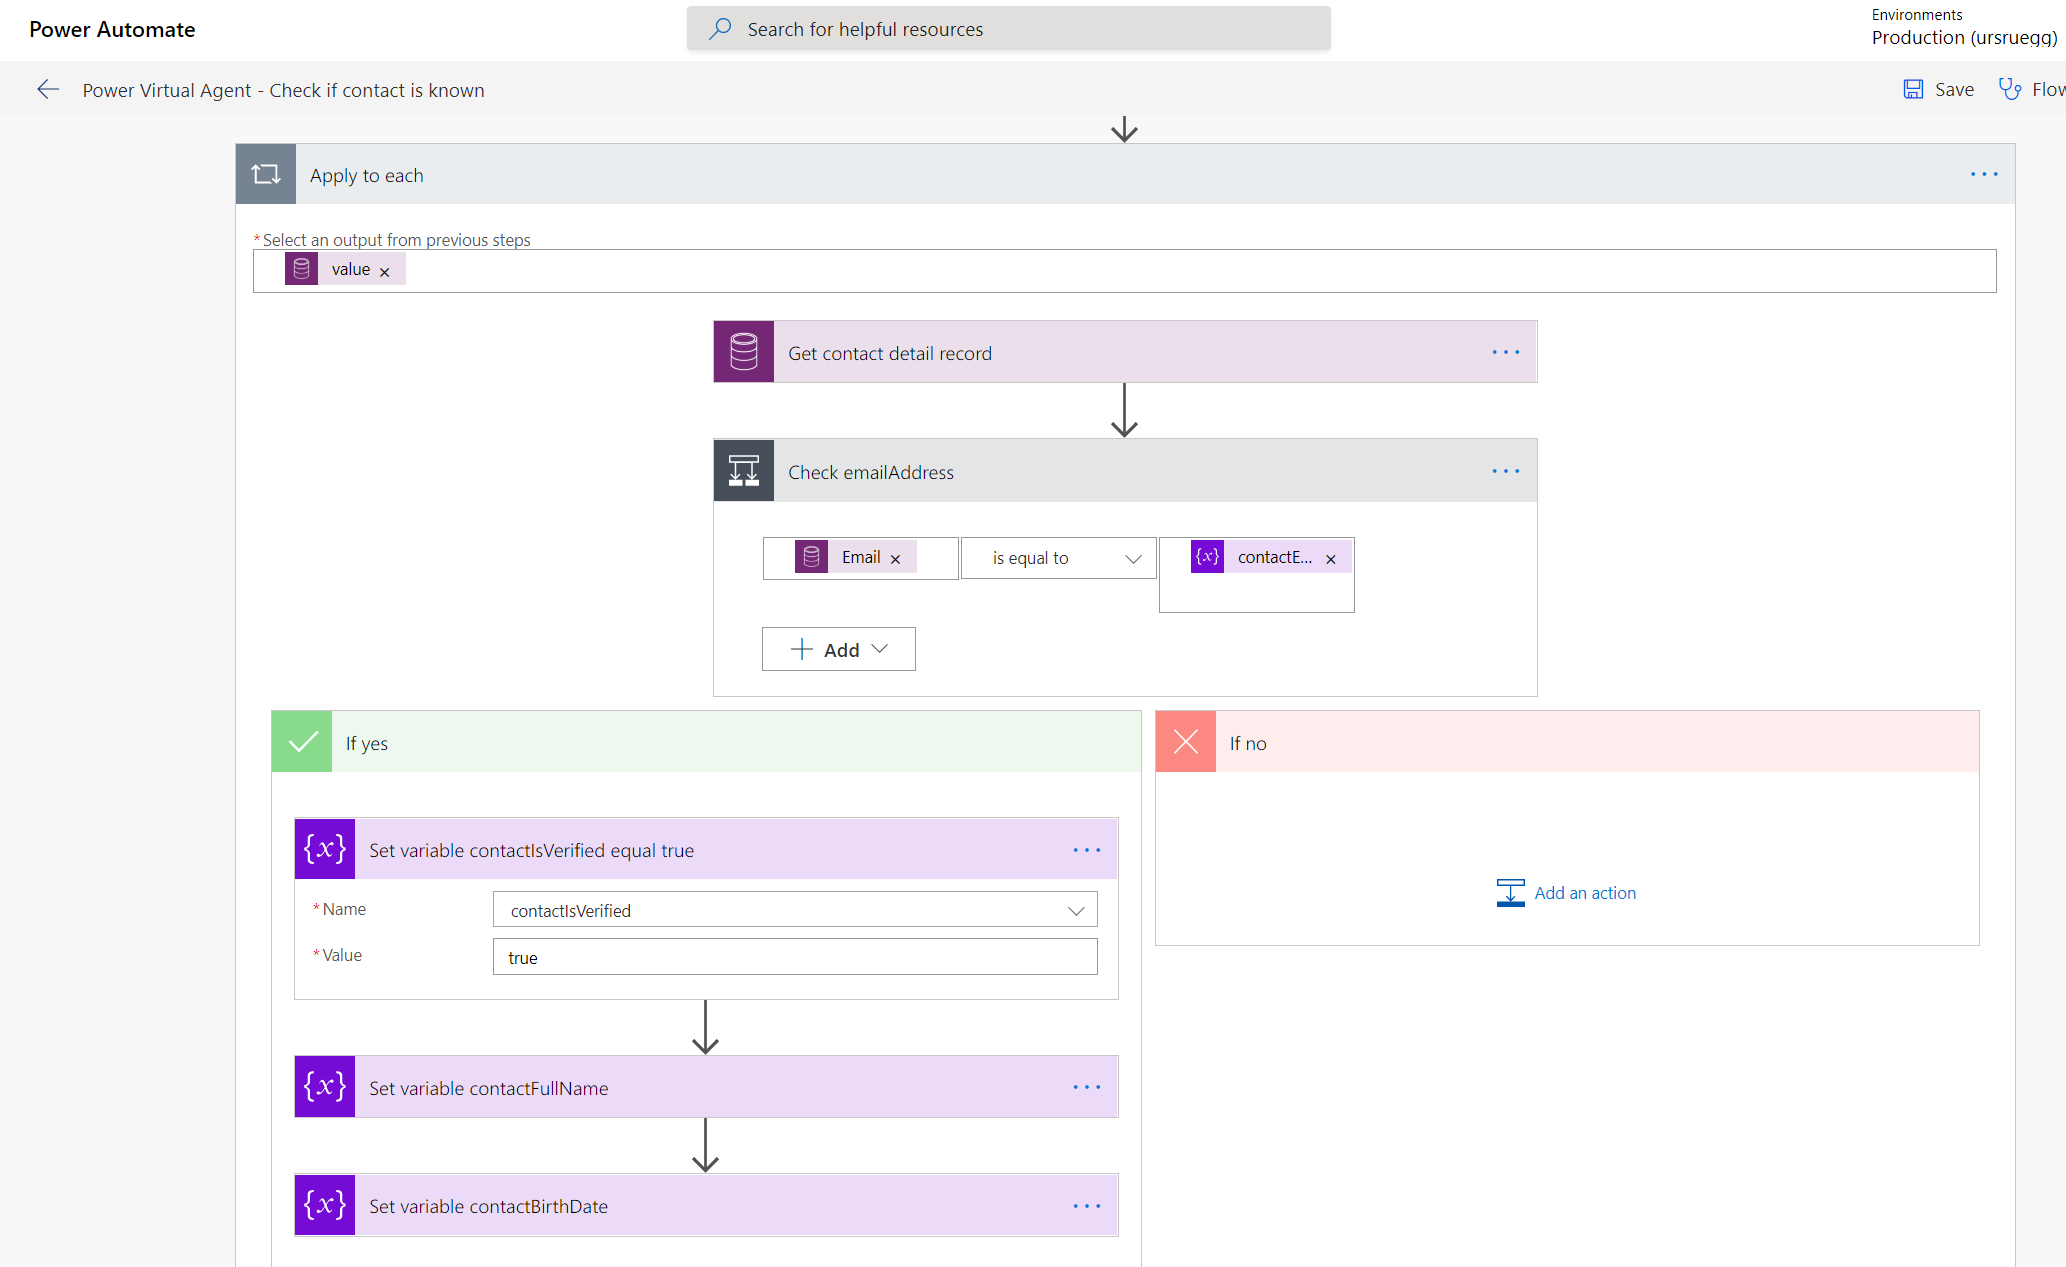 Power Automate
Search for helpful resources
Environments
Production (ursruegg)
Power Virtual Agent - Check if contact is known
Save
Flow
Apply to each
* Select an output from previous steps
value ×
Get contact detail record
Check emailAddress
Email ×
is equal to
{x} contactE... ×
+ Add
If yes
If no
{x} Set variable contactIsVerified equal true
* Name
contactIsVerified
* Value
true
Add an action
{x} Set variable contactFullName
{x} Set variable contactBirthDate